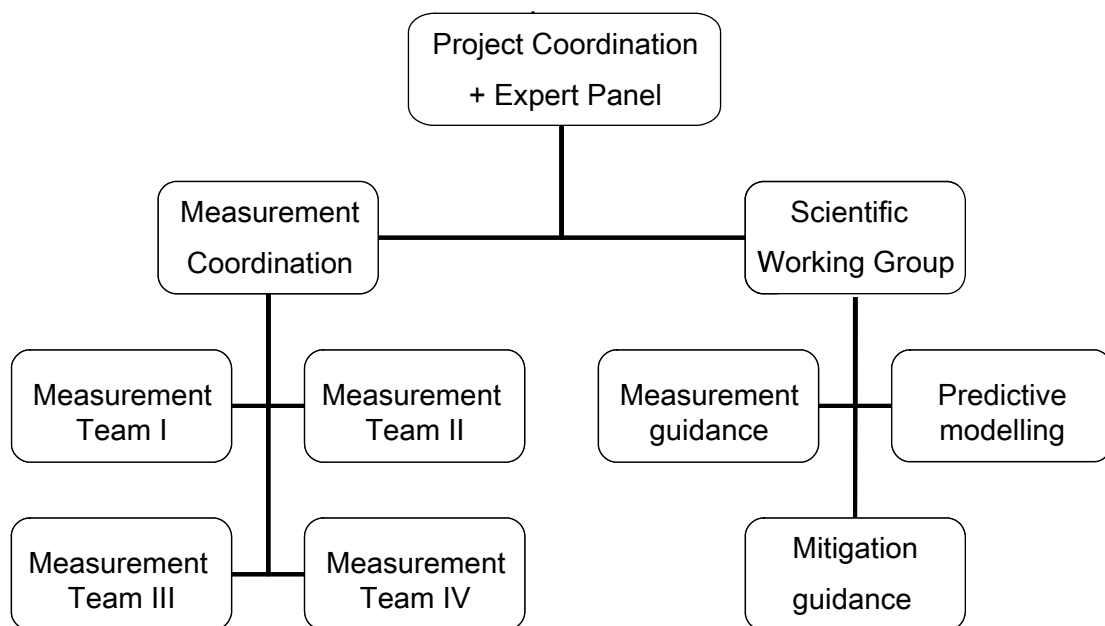 Project Coordination
+ Expert Panel
Measurement
Coordination
Scientific
Working Group
Measurement
Team I
Measurement
Team II
Measurement
guidance
Predictive
modelling
Measurement
Team III
Measurement
Team IV
Mitigation
guidance